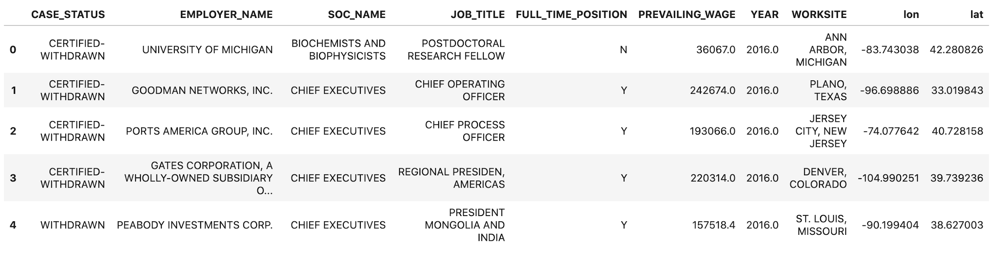 CASE_STATUS EMPLOYER_NAME SOC_NAME JOB_TITLE FULL_TIME_POSITION PREVAILING_WAGE YEAR WORKSITE lon lat
0 CERTIFIED-WITHDRAWN UNIVERSITY OF MICHIGAN BIOCHEMISTS AND BIOPHYSICISTS POSTDOCTORAL RESEARCH FELLOW N 36067.0 2016.0 ANN ARBOR, MICHIGAN -83.743038 42.280826
1 CERTIFIED-WITHDRAWN GOODMAN NETWORKS, INC. CHIEF EXECUTIVES CHIEF OPERATING OFFICER Y 242674.0 2016.0 PLANO, TEXAS -96.698886 33.019843
2 CERTIFIED-WITHDRAWN PORTS AMERICA GROUP, INC. CHIEF EXECUTIVES CHIEF PROCESS OFFICER Y 193066.0 2016.0 JERSEY CITY, NEW JERSEY -74.077642 40.728158
3 CERTIFIED-WITHDRAWN GATES CORPORATION, A WHOLLY-OWNED SUBSIDIARY O... CHIEF EXECUTIVES REGIONAL PRESIDEN, AMERICAS Y 220314.0 2016.0 DENVER, COLORADO -104.990251 39.739236
4 WITHDRAWN PEABODY INVESTMENTS CORP. CHIEF EXECUTIVES PRESIDENT MONGOLIA AND INDIA Y 157518.4 2016.0 ST. LOUIS, MISSOURI -90.199404 38.627003